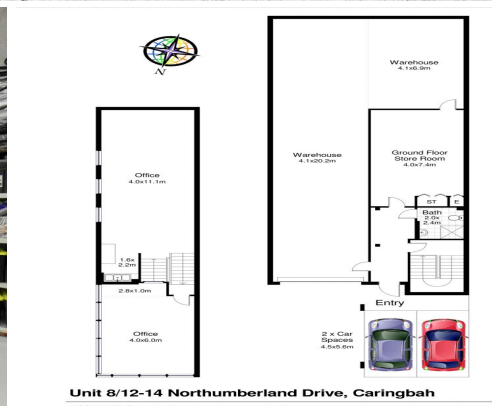 N
Warehouse
4.1x6.9m
Office
4.0x11.1m
Warehouse
4.1x20.2m
Ground Floor
Store Room
4.0x7.4m
ST
E
Bath
2.0x
2.4m
1.6x
2.2m
2.8x1.0m
Entry
Office
4.0x6.0m
2 x Car
Spaces
4.5x5.6m
Unit 8/12-14 Northumberland Drive, Caringbah